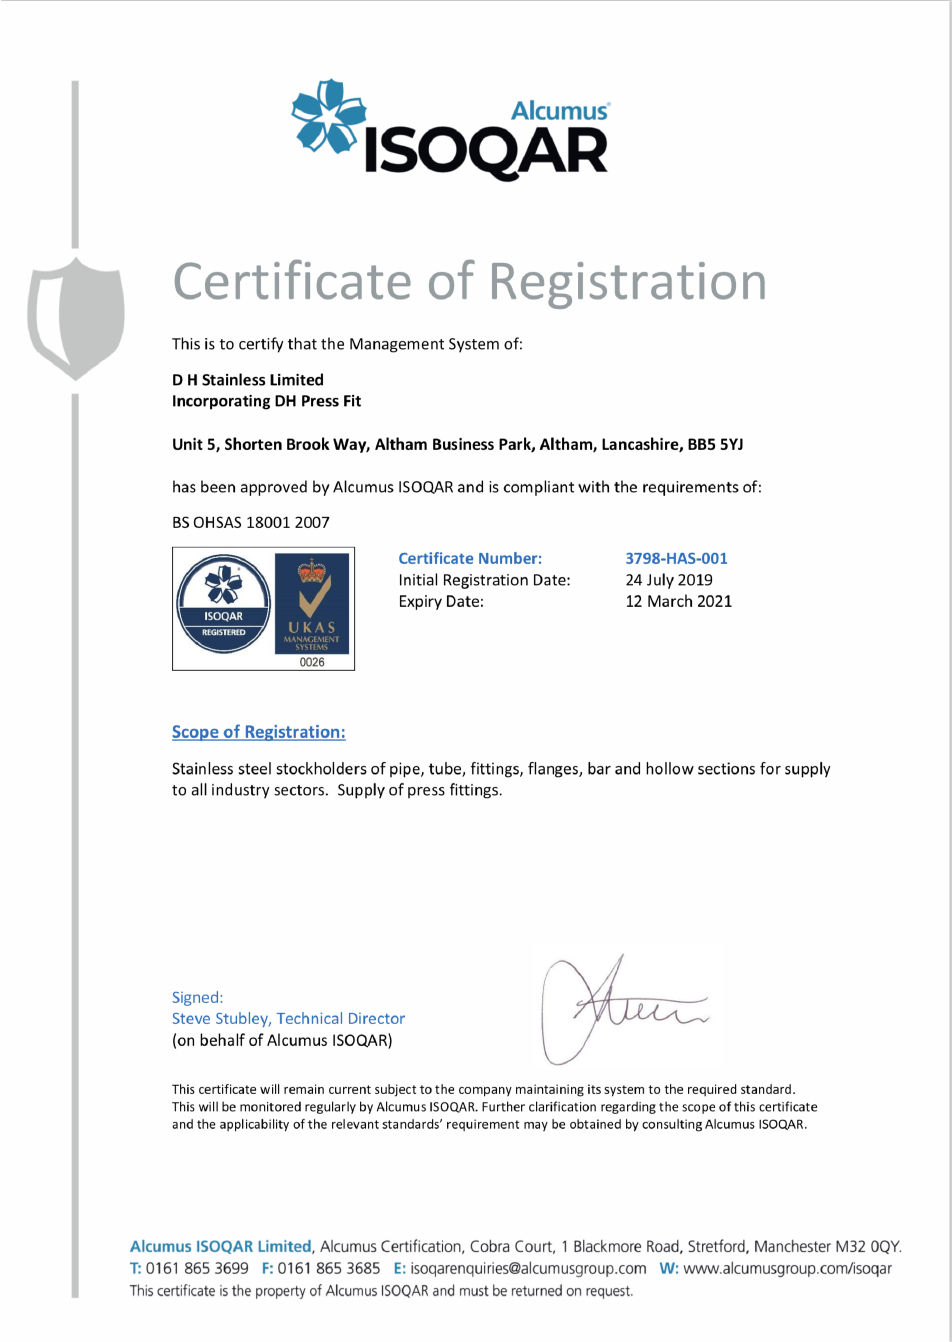 Alcumus®
ISOQAR
Certificate of Registration
This is to certify that the Management System of:
D H Stainless Limited
Incorporating DH Press Fit
Unit 5, Shorten Brook Way, Altham Business Park, Altham, Lancashire, BB5 5YJ
has been approved by Alcumus ISOQAR and is compliant with the requirements of:
BS OHSAS 18001 2007
ISOQAR
REGISTERED
UKAS
MANAGEMENT
SYSTEMS
0026
Certificate Number: 3798-HAS-001
Initial Registration Date: 24 July 2019
Expiry Date: 12 March 2021
Scope of Registration:
Stainless steel stockholders of pipe, tube, fittings, flanges, bar and hollow sections for supply
to all industry sectors.  Supply of press fittings.
Signed:
Steve Stubley, Technical Director
(on behalf of Alcumus ISOQAR)
This certificate will remain current subject to the company maintaining its system to the required standard.
This will be monitored regularly by Alcumus ISOQAR. Further clarification regarding the scope of this certificate
and the applicability of the relevant standards’ requirement may be obtained by consulting Alcumus ISOQAR.
Alcumus ISOQAR Limited, Alcumus Certification, Cobra Court, 1 Blackmore Road, Stretford, Manchester M32 0QY.
T: 0161 865 3699 F: 0161 865 3685 E: isoqarenquiries@alcumusgroup.com W: www.alcumusgroup.com/isoqar
This certificate is the property of Alcumus ISOQAR and must be returned on request.